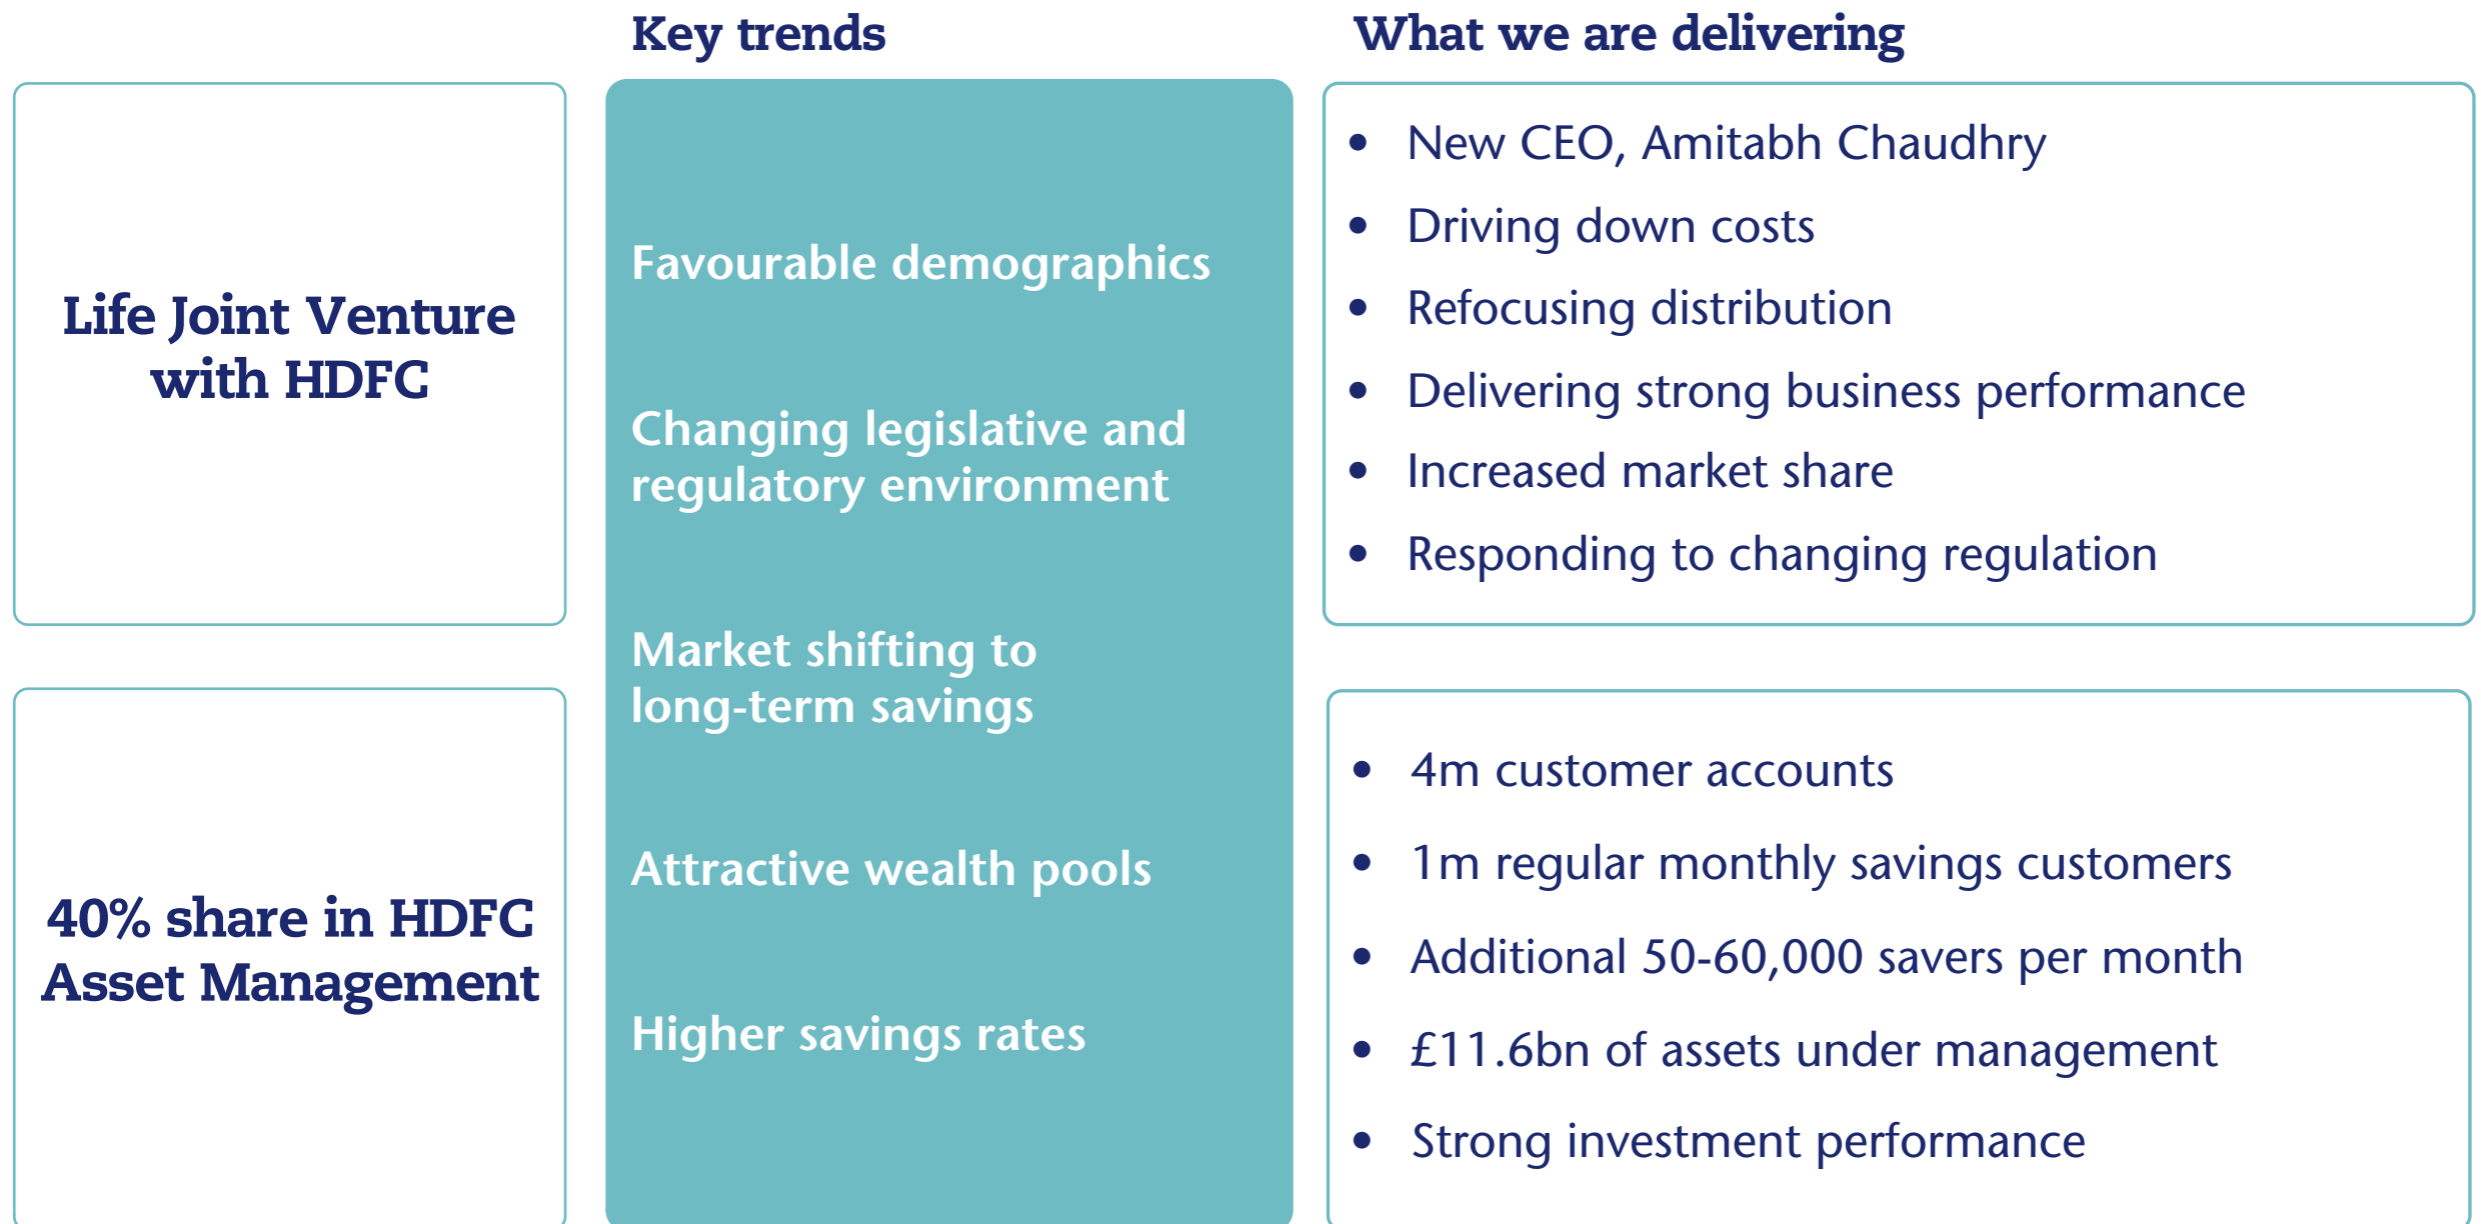 Key trends
What we are delivering
Life Joint Venture
with HDFC
Favourable demographics
Changing legislative and
regulatory environment
Market shifting to
long-term savings
Attractive wealth pools
Higher savings rates
• New CEO, Amitabh Chaudhry
• Driving down costs
• Refocusing distribution
• Delivering strong business performance
• Increased market share
• Responding to changing regulation
40% share in HDFC
Asset Management
• 4m customer accounts
• 1m regular monthly savings customers
• Additional 50-60,000 savers per month
• £11.6bn of assets under management
• Strong investment performance